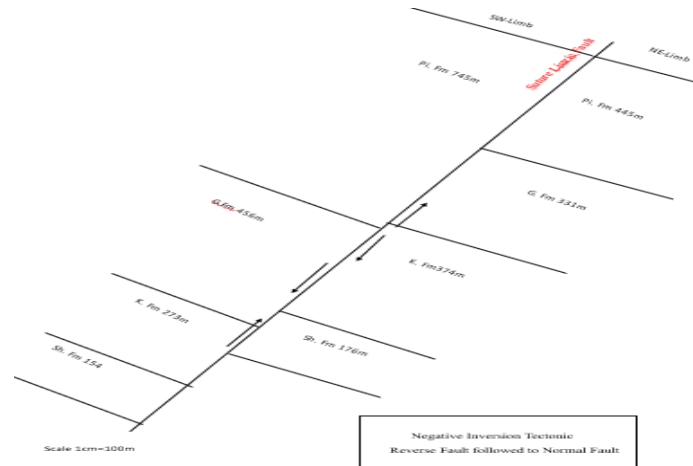 SW-Limb
NE-Limb
Suture Fault
Pi. Fm 745m
Pi. Fm 445m
G. Fm 331m
G.Fm 456m
K. Fm374m
K. Fm 273m
Sh. Fm 176m
Sh. Fm 154
Scale 1cm=100m
Negative Inversion Tectonic
Reverse Fault followed to Normal Fault